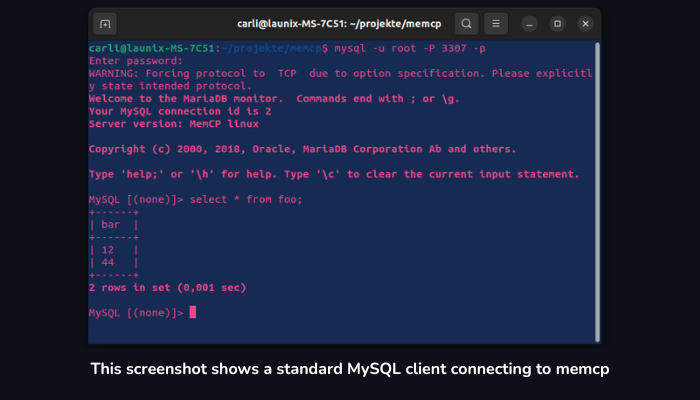 carli@launix-MS-7C51: ~/projekte/memcp
carli@launix-MS-7C51:~/projekte/memcp$ mysql -u root -P 3307 -p
Enter password:
WARNING: Forcing protocol to  TCP  due to option specification. Please explicitl
y state intended protocol.
Welcome to the MariaDB monitor.  Commands end with ; or \g.
Your MySQL connection id is 2
Server version: MemCP linux
Copyright (c) 2000, 2018, Oracle, MariaDB Corporation Ab and others.
Type 'help;' or '\h' for help. Type '\c' to clear the current input statement.
MySQL [(none)]> select * from foo;
+------+
| bar  |
+------+
| 12   |
| 44   |
+------+
2 rows in set (0,001 sec)
MySQL [(none)]>
This screenshot shows a standard MySQL client connecting to memcp